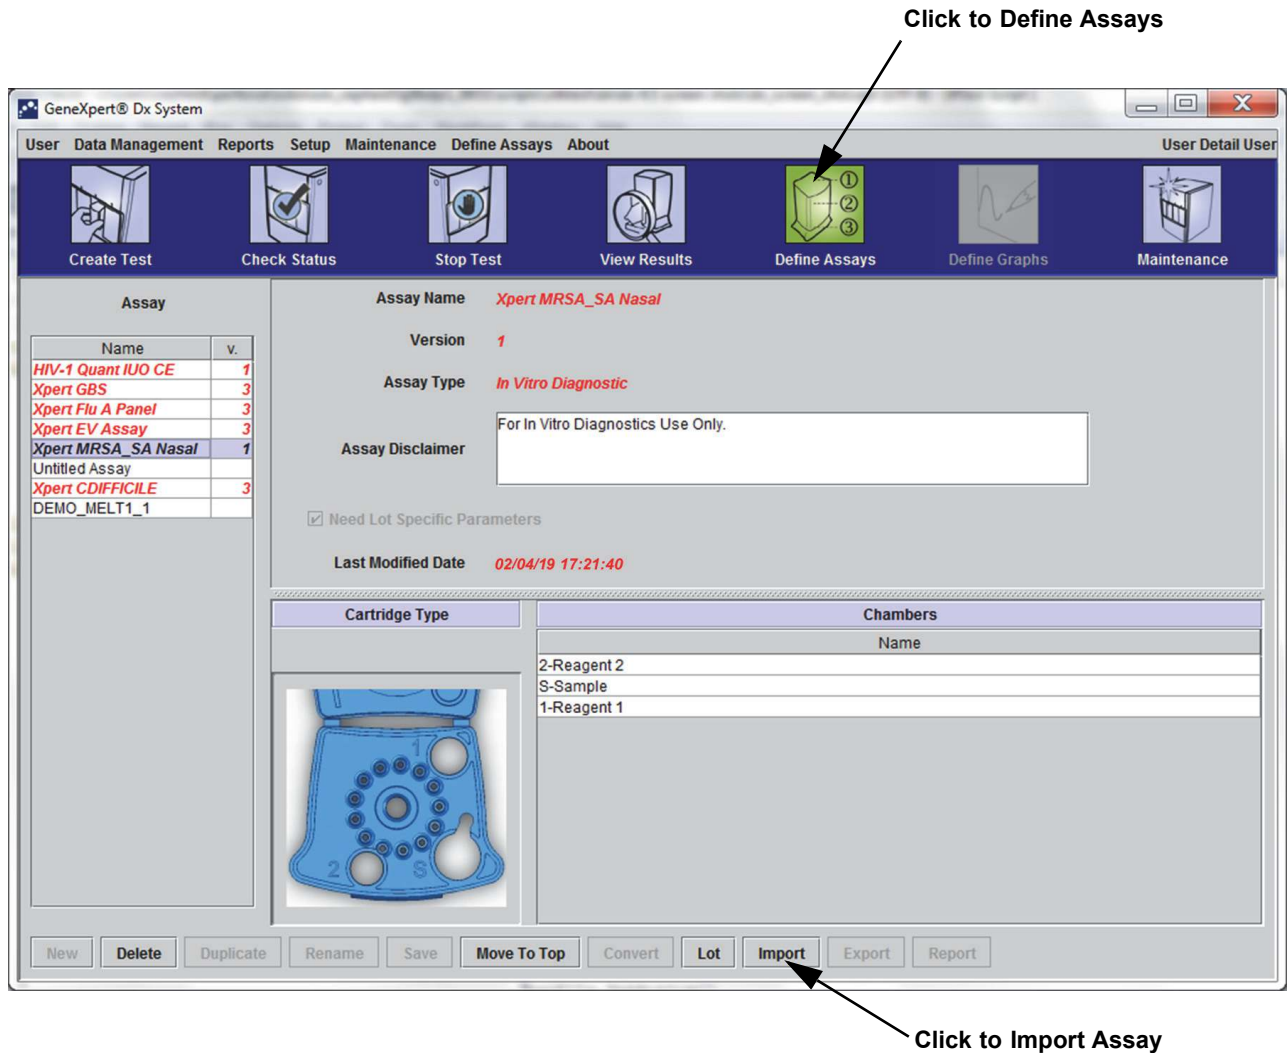 Click to Define Assays
GeneXpert® Dx System
User Data Management Reports Setup Maintenance Define Assays About User Detail User
① ② ③
Create Test Check Status Stop Test View Results Define Assays Define Graphs Maintenance
Assay
Name v.
HIV-1 Quant IUO CE 1
Xpert GBS 3
Xpert Flu A Panel 3
Xpert EV Assay 3
Xpert MRSA_SA Nasal 1
Untitled Assay
Xpert CDIFFICILE 3
DEMO_MELT1_1
Assay Name Xpert MRSA_SA Nasal
Version 1
Assay Type In Vitro Diagnostic
Assay Disclaimer For In Vitro Diagnostics Use Only.
Need Lot Specific Parameters
Last Modified Date 02/04/19 17:21:40
Cartridge Type
1
2 S
Chambers
Name
2-Reagent 2
S-Sample
1-Reagent 1
New Delete Duplicate Rename Save Move To Top Convert Lot Import Export Report
Click to Import Assay